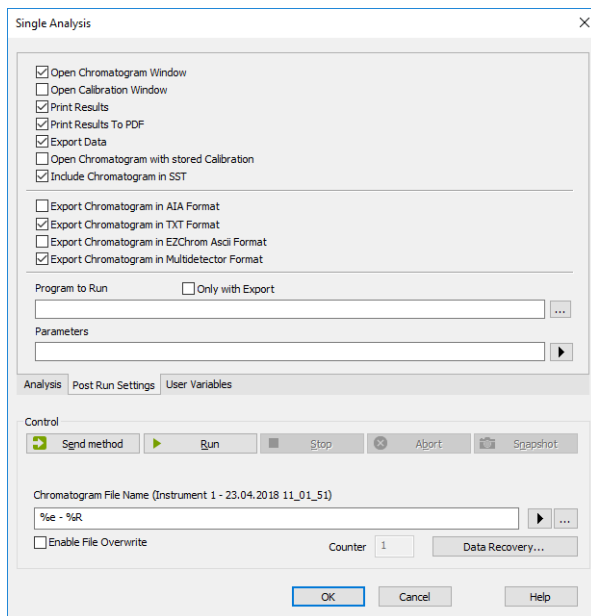 Single Analysis
Open Chromatogram Window
Open Calibration Window
Print Results
Print Results To PDF
Export Data
Open Chromatogram with stored Calibration
Include Chromatogram in SST
Export Chromatogram in AIA Format
Export Chromatogram in TXT Format
Export Chromatogram in EZChrom Ascii Format
Export Chromatogram in Multidetector Format
Program to Run Only with Export
...
Parameters
Analysis Post Run Settings User Variables
Control
Send method Run Stop Abort Snapshot
Chromatogram File Name (Instrument 1 - 23.04.2018 11_01_51)
%e - %R ...
Enable File Overwrite Counter 1 Data Recovery...
OK Cancel Help